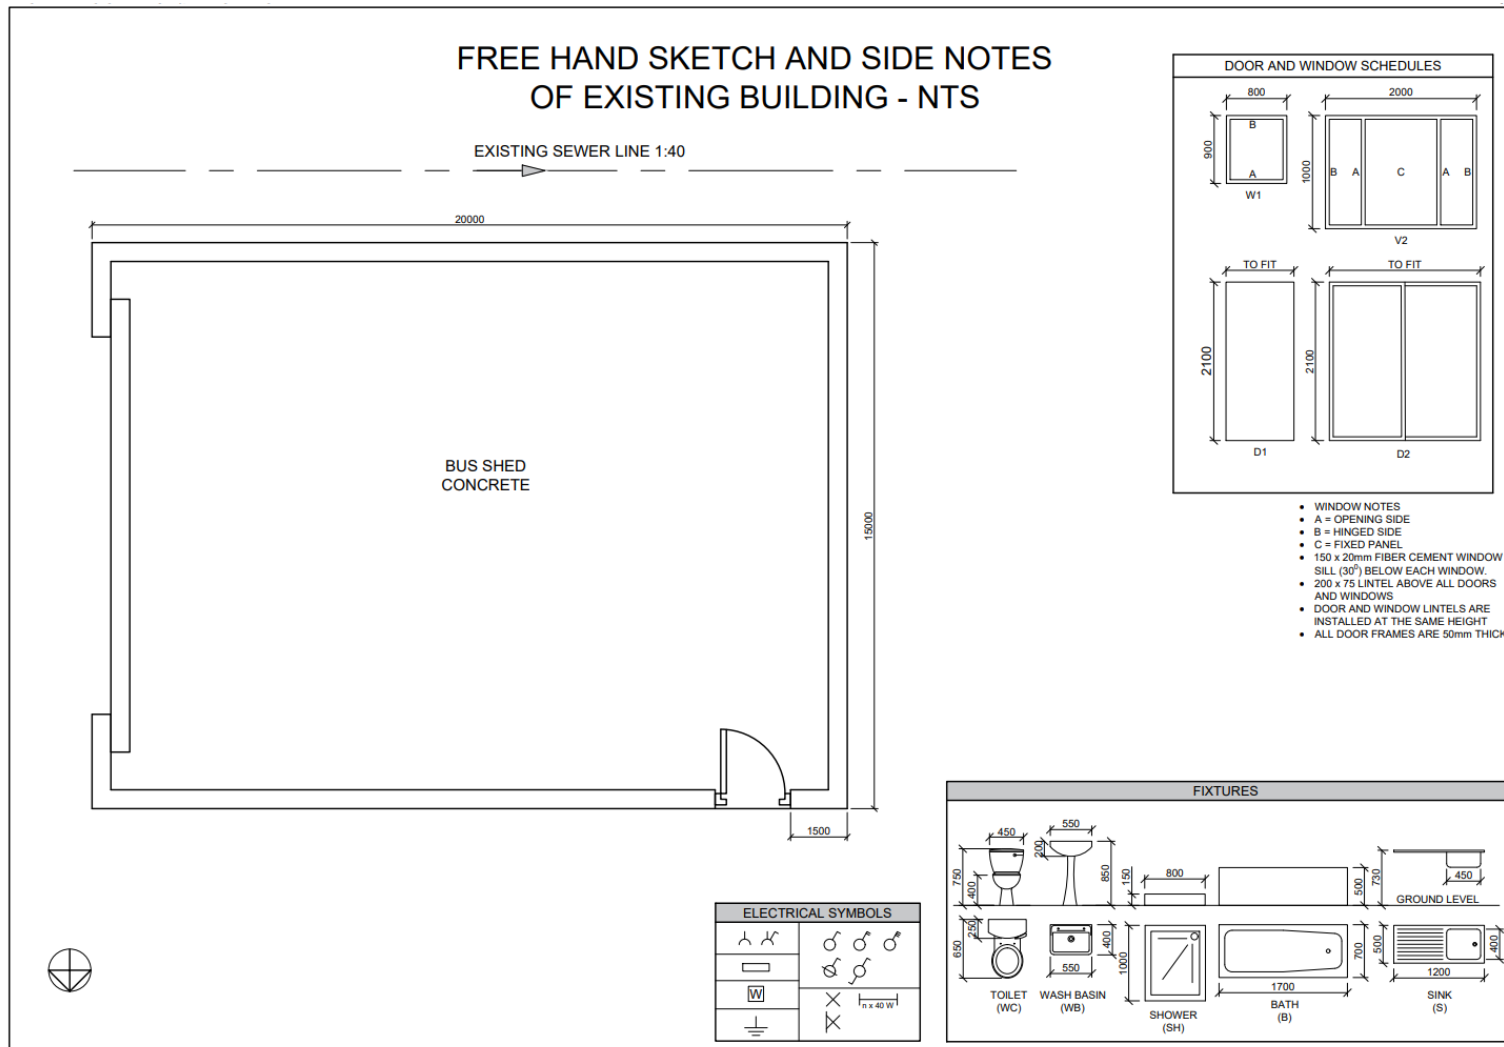 FREE HAND SKETCH AND SIDE NOTES
OF EXISTING BUILDING - NTS
EXISTING SEWER LINE 1:40
20000
BUS SHED
CONCRETE
15000
1500
DOOR AND WINDOW SCHEDULES
800
2000
900
B
A
W1
1000
B A C A B
V2
TO FIT
TO FIT
2100
2100
D1
D2
• WINDOW NOTES
• A = OPENING SIDE
• B = HINGED SIDE
• C = FIXED PANEL
• 150 x 20mm FIBER CEMENT WINDOW
SILL (30⁰) BELOW EACH WINDOW.
• 200 x 75 LINTEL ABOVE ALL DOORS
AND WINDOWS
• DOOR AND WINDOW LINTELS ARE
INSTALLED AT THE SAME HEIGHT
• ALL DOOR FRAMES ARE 50mm THICK
ELECTRICAL SYMBOLS
W
n x 40 W
FIXTURES
450
550
750
400
200
850
150
800
500
730
450
GROUND LEVEL
250
650
400
550
1000
700
1700
500
400
1200
TOILET
(WC)
WASH BASIN
(WB)
SHOWER
(SH)
BATH
(B)
SINK
(S)